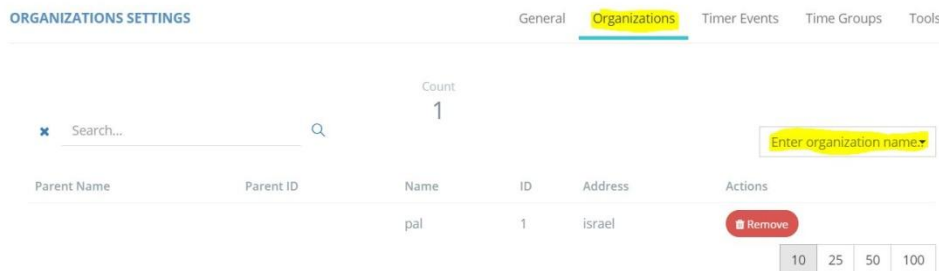 ORGANIZATIONS SETTINGS General Organizations Timer Events Time Groups Tools
Count
1
Search...
Enter organization name..
Parent Name Parent ID Name ID Address Actions
pal 1 israel Remove
10 25 50 100